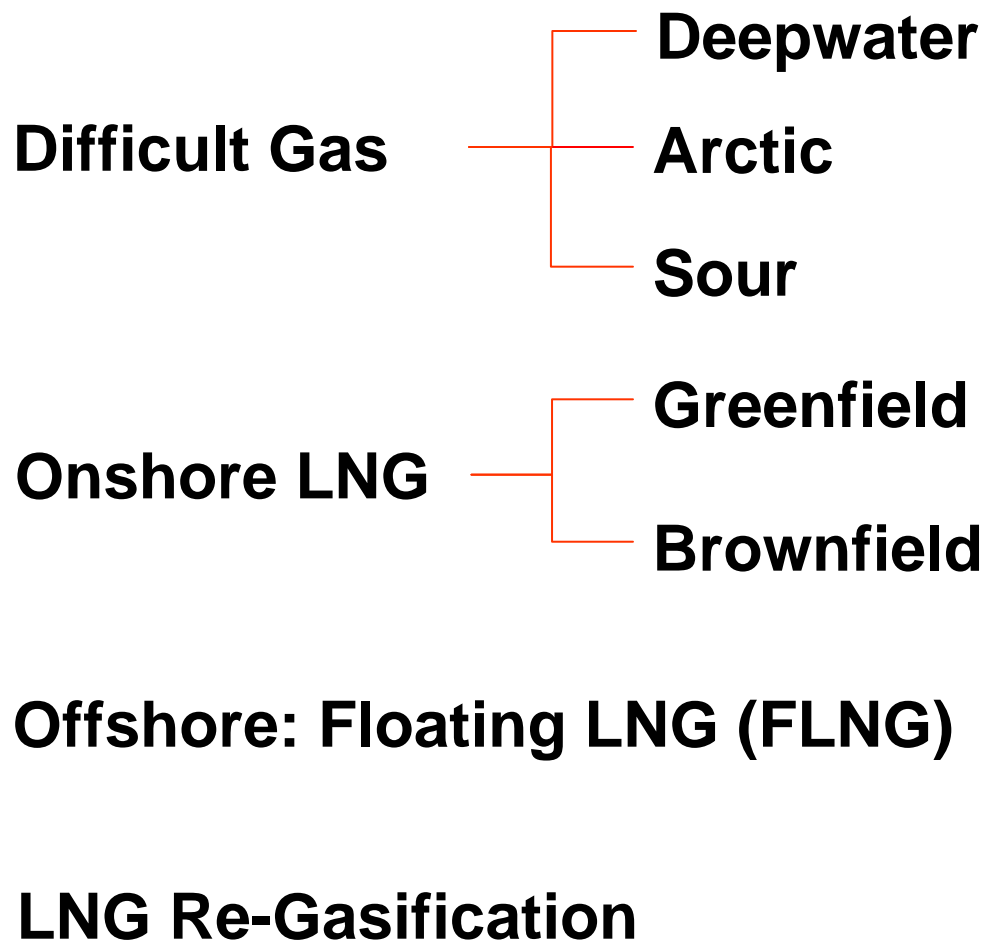 Deepwater
Difficult Gas
Arctic
Sour
Greenfield
Onshore LNG
Brownfield
Offshore: Floating LNG (FLNG)
LNG Re-Gasification